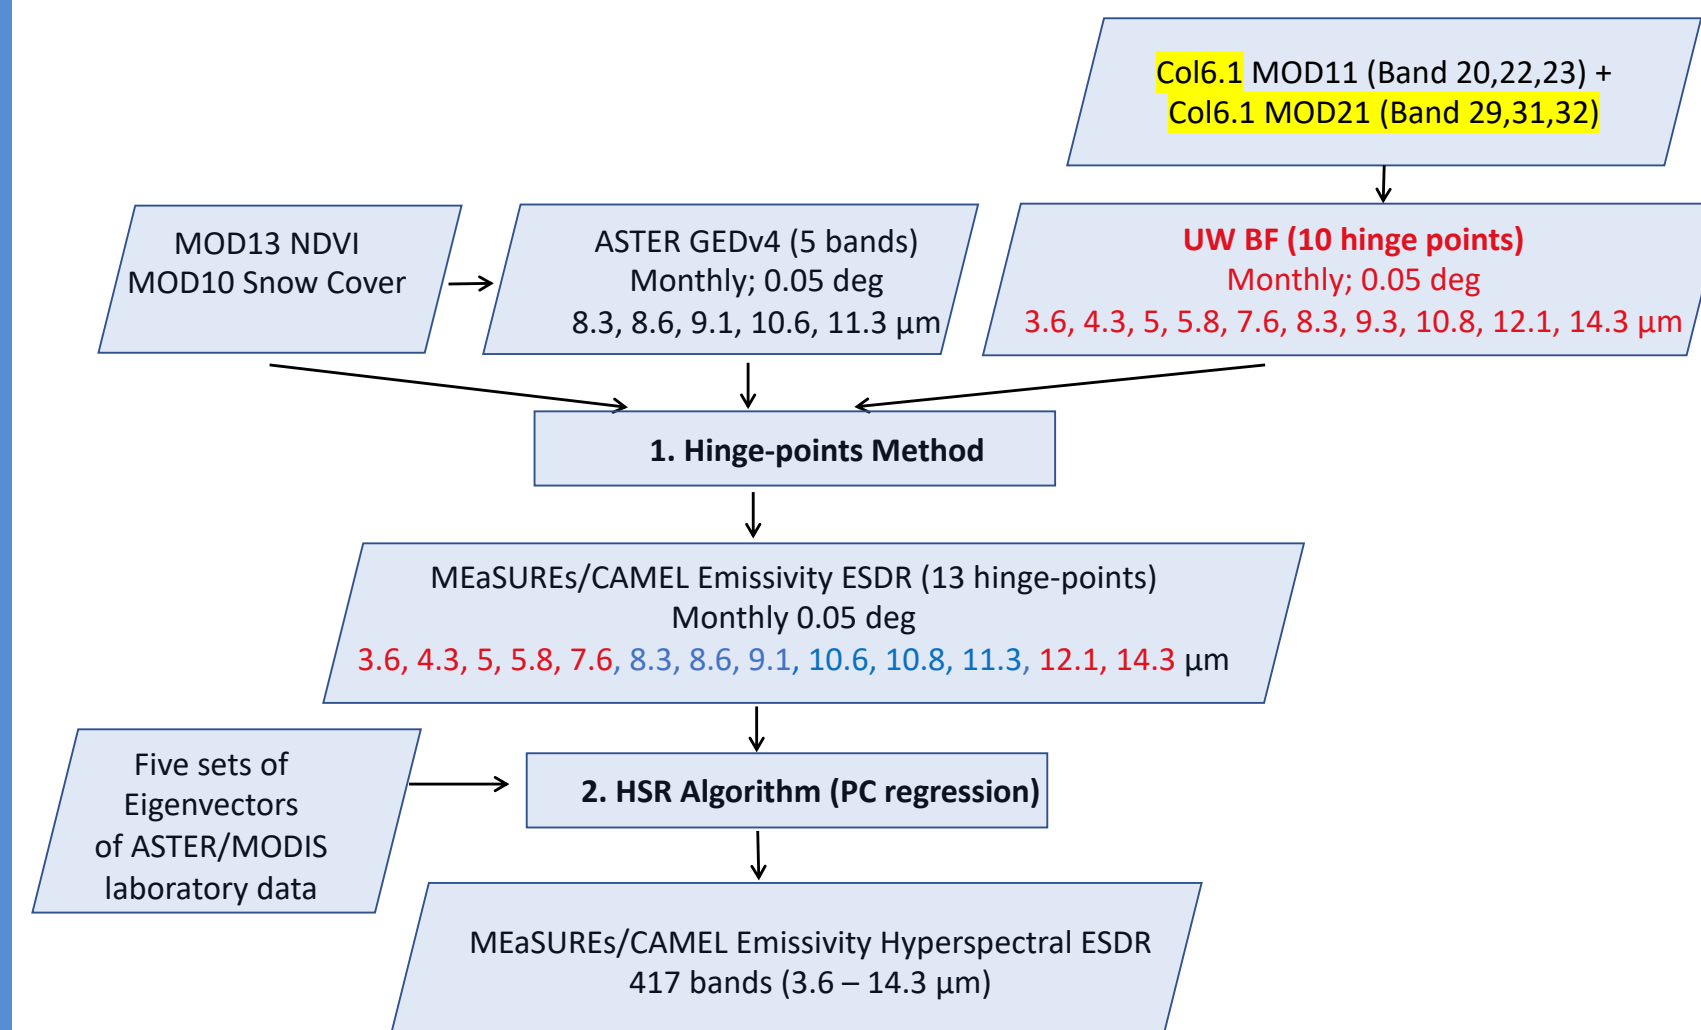 Col6.1 MOD11 (Band 20,22,23) +
Col6.1 MOD21 (Band 29,31,32)
MOD13 NDVI
MOD10 Snow Cover
ASTER GEDv4 (5 bands)
Monthly; 0.05 deg
8.3, 8.6, 9.1, 10.6, 11.3 µm
UW BF (10 hinge points)
Monthly; 0.05 deg
3.6, 4.3, 5, 5.8, 7.6, 8.3, 9.3, 10.8, 12.1, 14.3 µm
1. Hinge-points Method
MEaSUREs/CAMEL Emissivity ESDR (13 hinge-points)
Monthly 0.05 deg
3.6, 4.3, 5, 5.8, 7.6, 8.3, 8.6, 9.1, 10.6, 10.8, 11.3, 12.1, 14.3 µm
Five sets of
Eigenvectors
of ASTER/MODIS
laboratory data
2. HSR Algorithm (PC regression)
MEaSUREs/CAMEL Emissivity Hyperspectral ESDR
417 bands (3.6 – 14.3 µm)